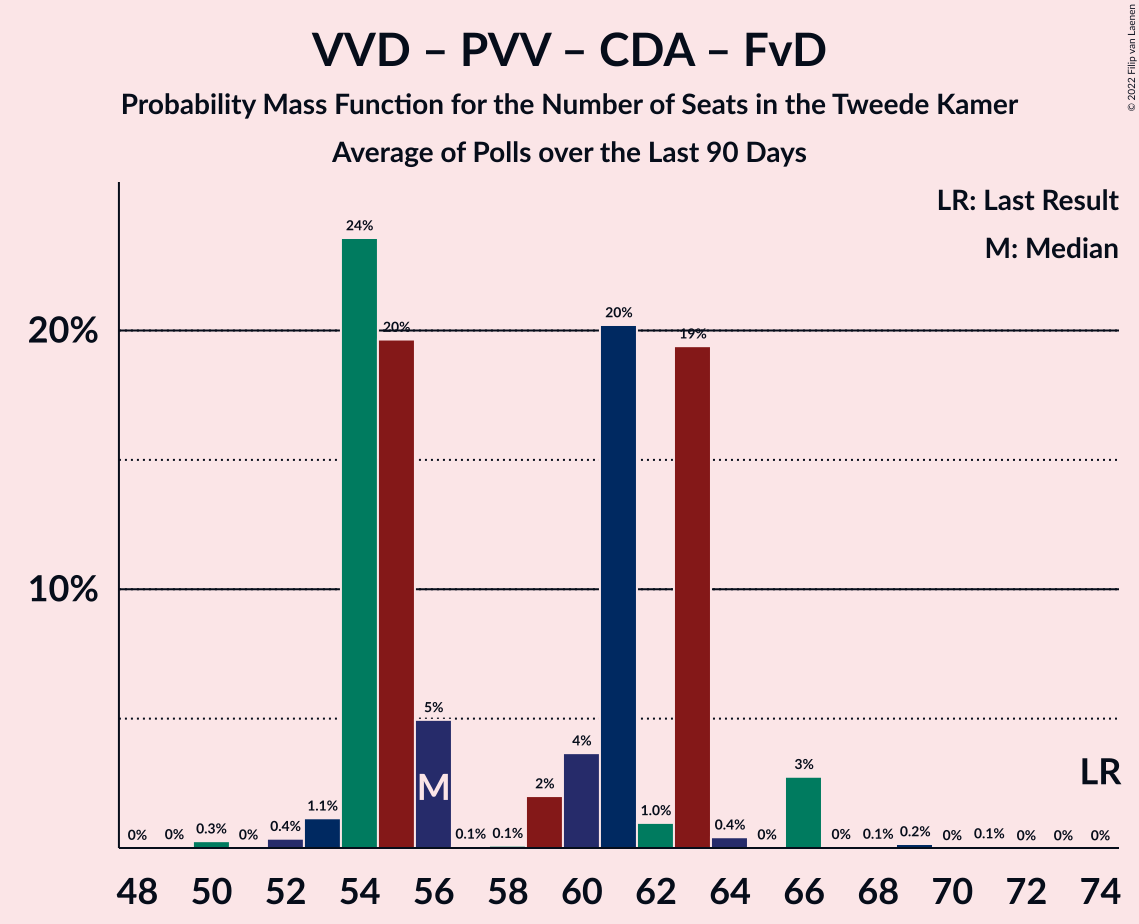 VVD – PVV – CDA – FvD
Probability Mass Function for the Number of Seats in the Tweede Kamer
Average of Polls over the Last 90 Days
© 2022 Filip van Laenen
LR: Last Result
M: Median
20%
10%
0% 0% 0.3% 0% 0.4% 1.1% 24% 20% 5% 0.1% 0.1% 2% 4% 20% 1.0% 19% 0.4% 0% 3% 0% 0.1% 0.2% 0% 0.1% 0% 0% 0%
M
LR
48 50 52 54 56 58 60 62 64 66 68 70 72 74